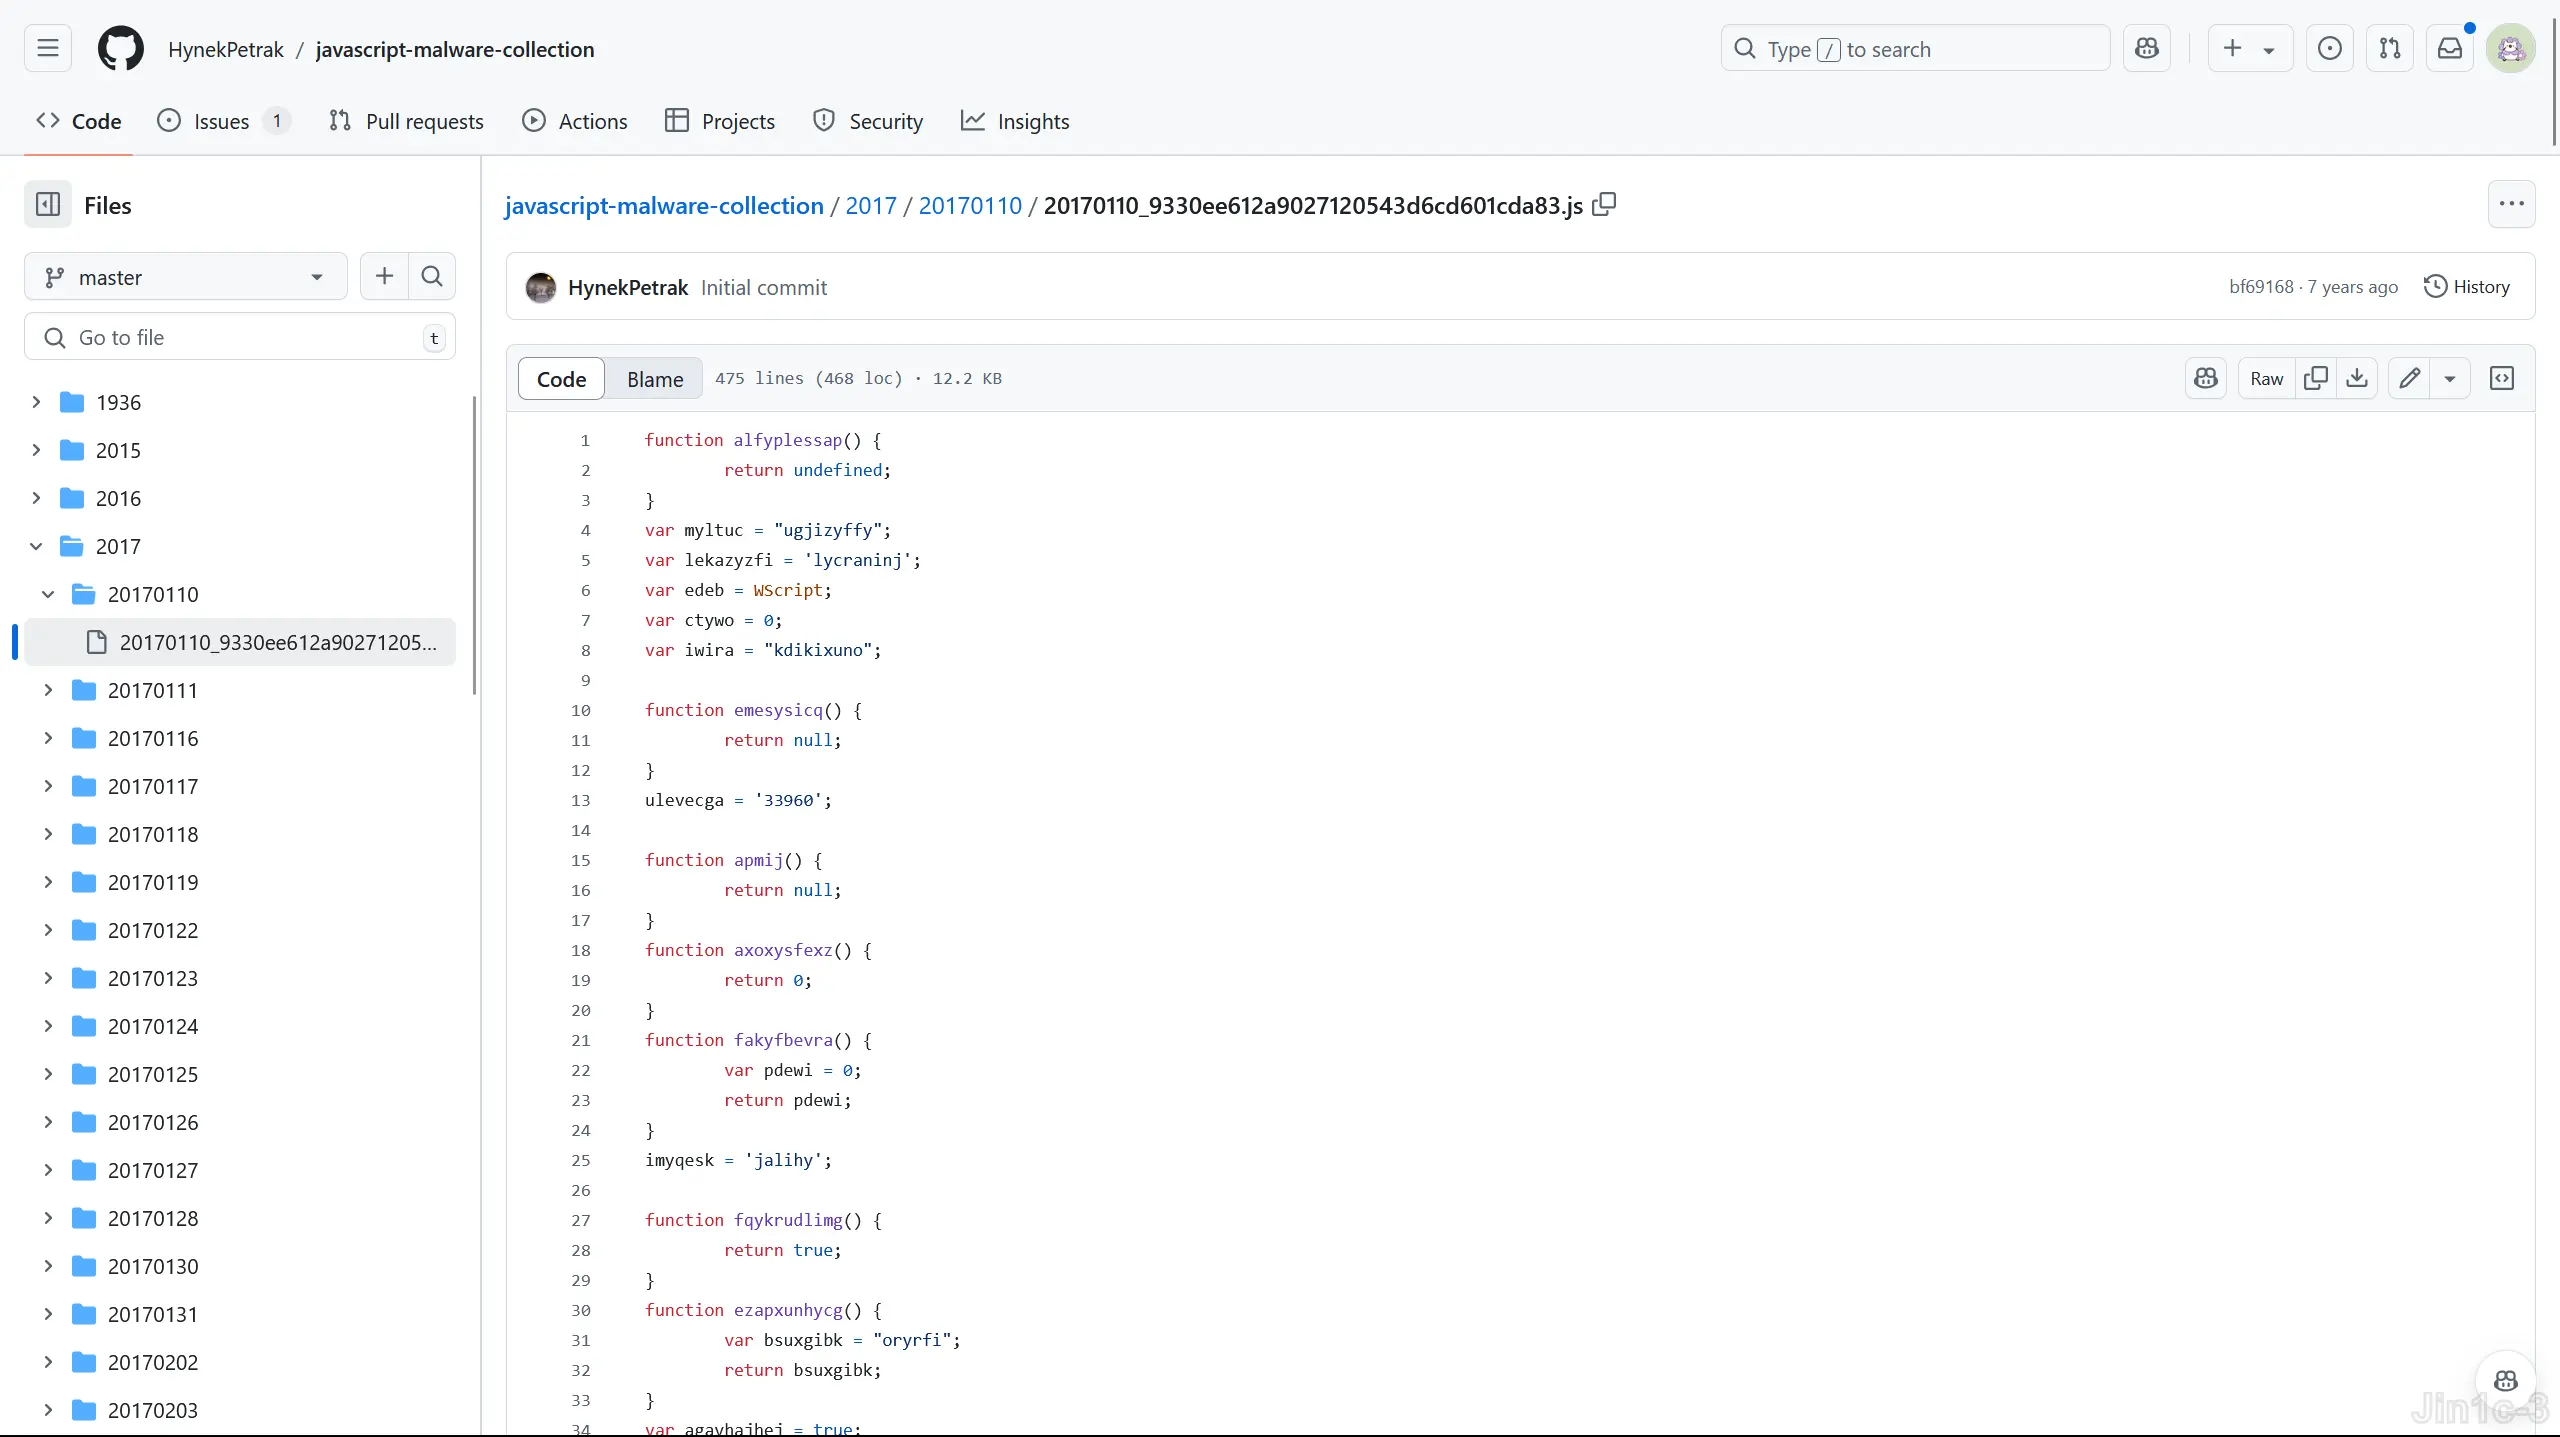 HynekPetrak / javascript-malware-collection
Type / to search
Code
Issues 1
Pull requests
Actions
Projects
Security
Insights
Files
master
Go to file
t
1936
2015
2016
2017
20170110
20170110_9330ee612a90271205...
20170111
20170116
20170117
20170118
20170119
20170122
20170123
20170124
20170125
20170126
20170127
20170128
20170130
20170131
20170202
20170203
javascript-malware-collection / 2017 / 20170110 / 20170110_9330ee612a9027120543d6cd601cda83.js
HynekPetrak Initial commit
bf69168 · 7 years ago
History
Code
Blame
475 lines (468 loc) · 12.2 KB
Raw
1 function alfyplessap() {
2 return undefined;
3 }
4 var myltuc = "ugjizyffy";
5 var lekazyzfi = 'lycraninj';
6 var edeb = WScript;
7 var ctywo = 0;
8 var iwira = "kdikixuno";
9
10 function emesysicq() {
11 return null;
12 }
13 ulevecga = '33960';
14
15 function apmij() {
16 return null;
17 }
18 function axoxysfexz() {
19 return 0;
20 }
21 function fakyfbevra() {
22 var pdewi = 0;
23 return pdewi;
24 }
25 imyqesk = 'jalihy';
26
27 function fqykrudlimg() {
28 return true;
29 }
30 function ezapxunhycg() {
31 var bsuxgibk = "oryrfi";
32 return bsuxgibk;
33 }
34 var agavhajhej = true;
Jin1c-3